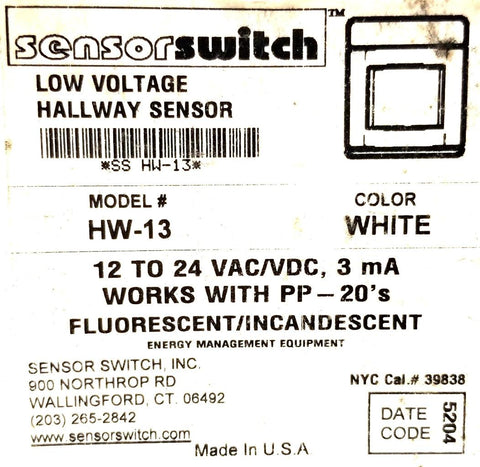 sensorswitch™
LOW VOLTAGE
HALLWAY SENSOR
*SS HW-13*
MODEL #
HW-13
COLOR
WHITE
12 TO 24 VAC/VDC, 3 mA
WORKS WITH PP - 20's
FLUORESCENT/INCANDESCENT
ENERGY MANAGEMENT EQUIPMENT
SENSOR SWITCH, INC.
900 NORTHROP RD
WALLINGFORD, CT. 06492
(203) 265-2842
www.sensorswitch.com
Made In U.S.A
NYC Cal.# 39838
DATE
CODE
5204